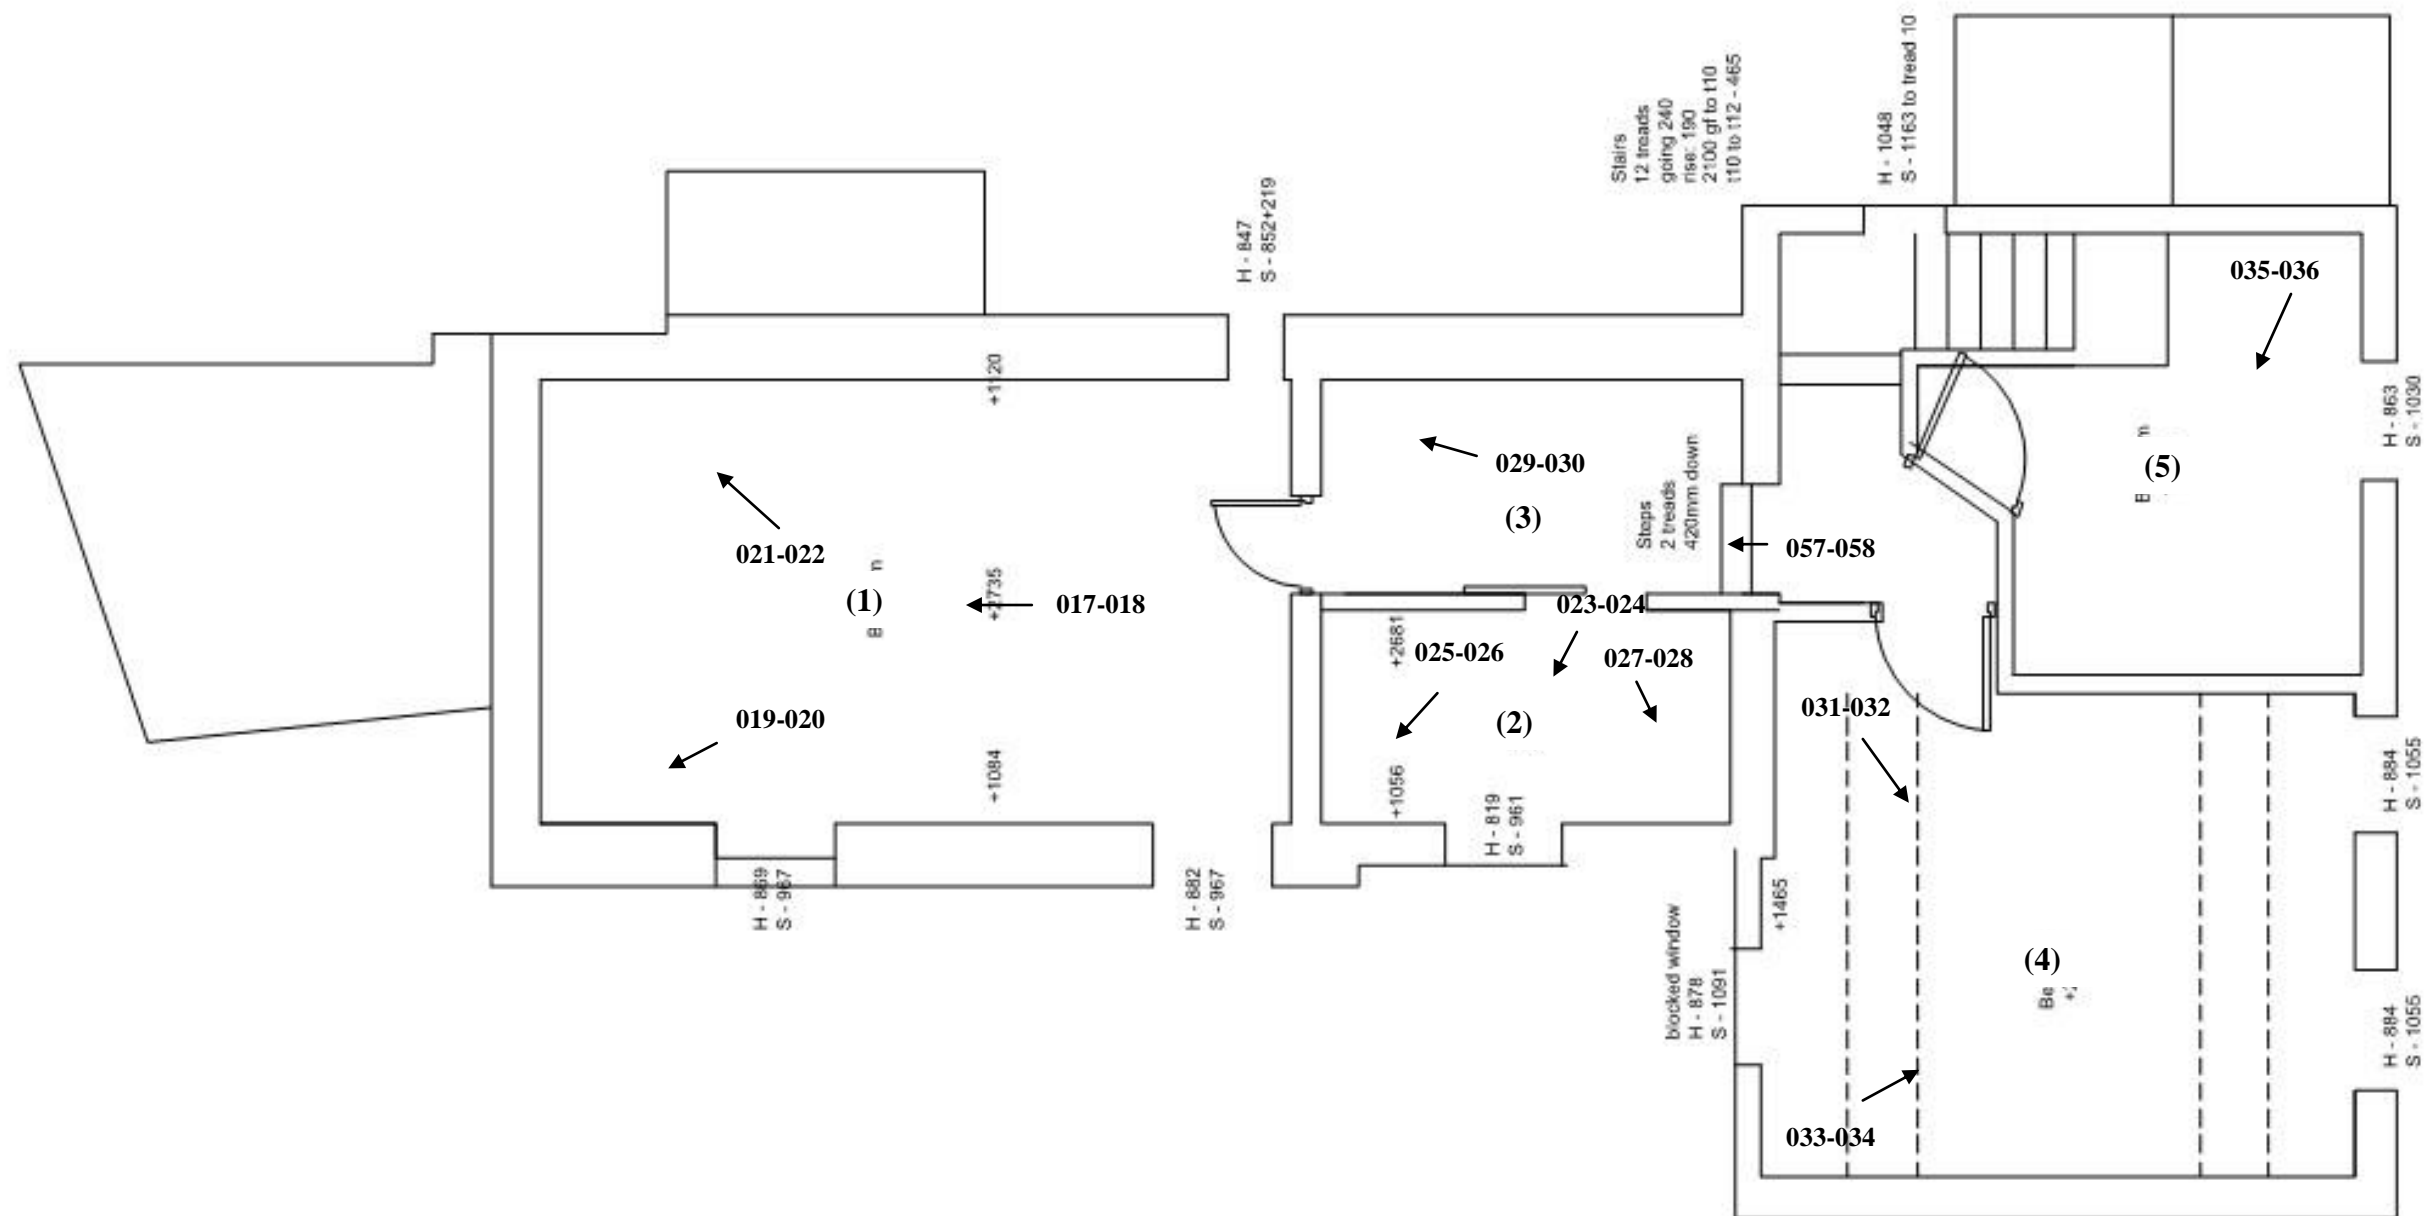 Stairs
12 treads
going 240
rise: 190
2100 gf to t10
t10 to t12 - 465
H - 1048
S - 1163 to tread 10
H - 847
S - 852+219
035-036
+1120
H - 863
S - 1030
029-030
(3)
Steps
2 treads
420mm down
057-058
(5)
021-022
(1)
+2735
017-018
023-024
+2681
025-026
027-028
(2)
031-032
019-020
+1084
+1056
H - 819
S - 961
H - 884
S - 1055
H - 869
S - 967
H - 882
S - 967
+1465
blocked window
H - 878
S - 1091
(4)
Be
H - 884
S - 1055
033-034